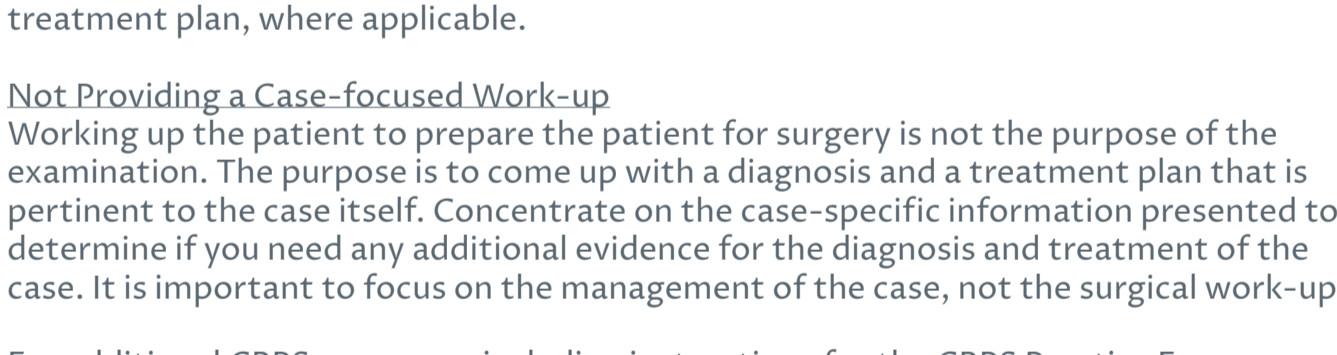 treatment plan, where applicable.
Not Providing a Case-focused Work-up
Working up the patient to prepare the patient for surgery is not the purpose of the
examination. The purpose is to come up with a diagnosis and a treatment plan that is
pertinent to the case itself. Concentrate on the case-specific information presented to
determine if you need any additional evidence for the diagnosis and treatment of the
case. It is important to focus on the management of the case, not the surgical work-up